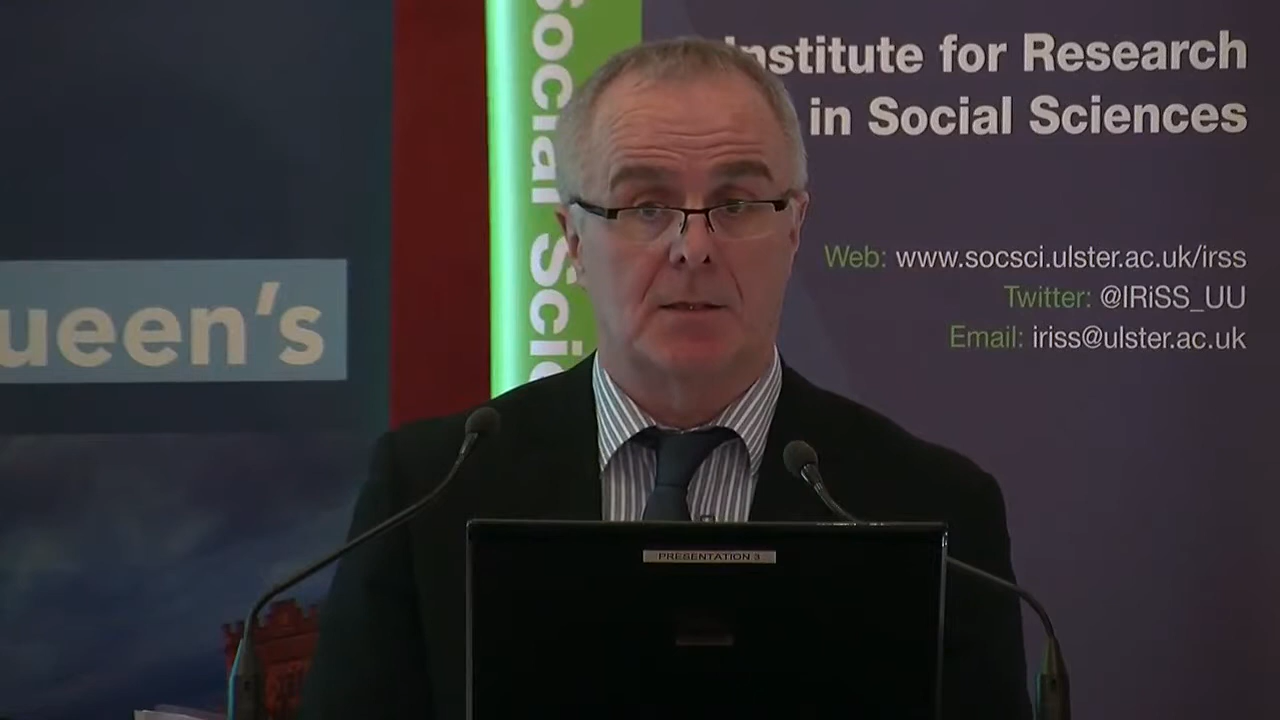 ueen's
Social Scie
Institute for Research
in Social Sciences
Web: www.socsci.ulster.ac.uk/irss
Twitter: @IRiSS_UU
Email: iriss@ulster.ac.uk
PRESENTATION 3